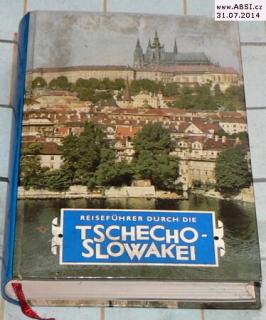 www.ABSI.cz
31.07.2014
REISEFÜHRER DURCH DIE
TSCHECHO-
SLOWAKEI